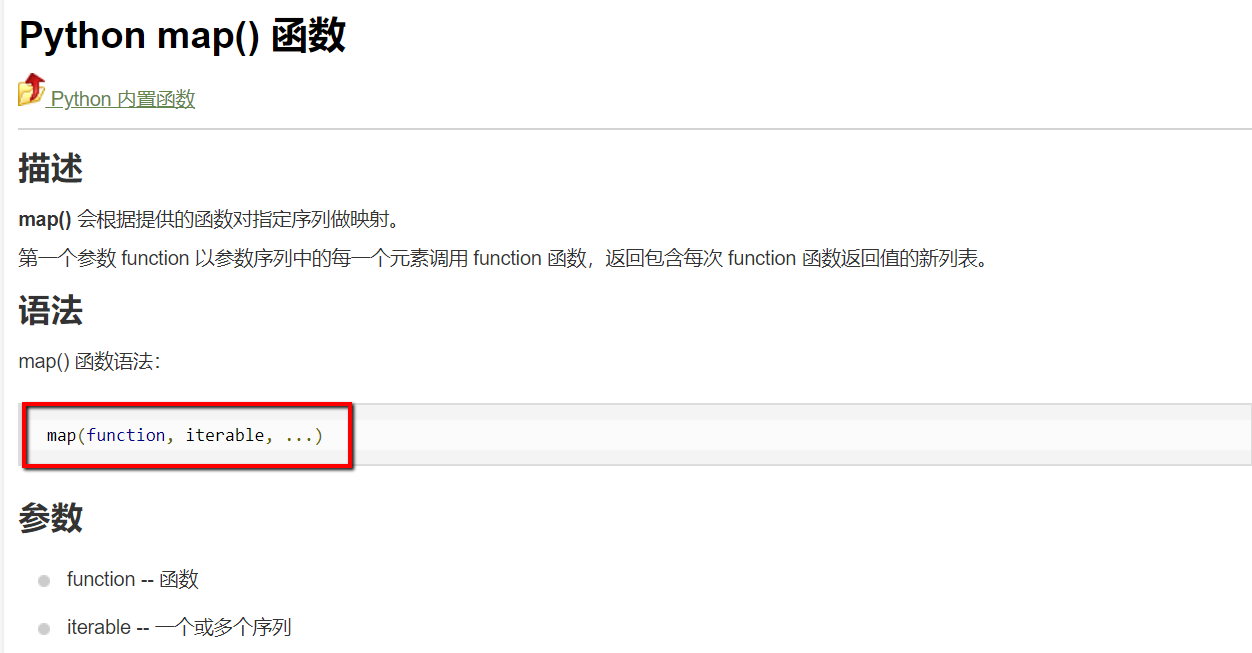 Python map() 函数
Python 内置函数
描述
map() 会根据提供的函数对指定序列做映射。
第一个参数 function 以参数序列中的每一个元素调用 function 函数，返回包含每次 function 函数返回值的新列表。
语法
map() 函数语法：
map(function, iterable, ...)
参数
function -- 函数
iterable -- 一个或多个序列